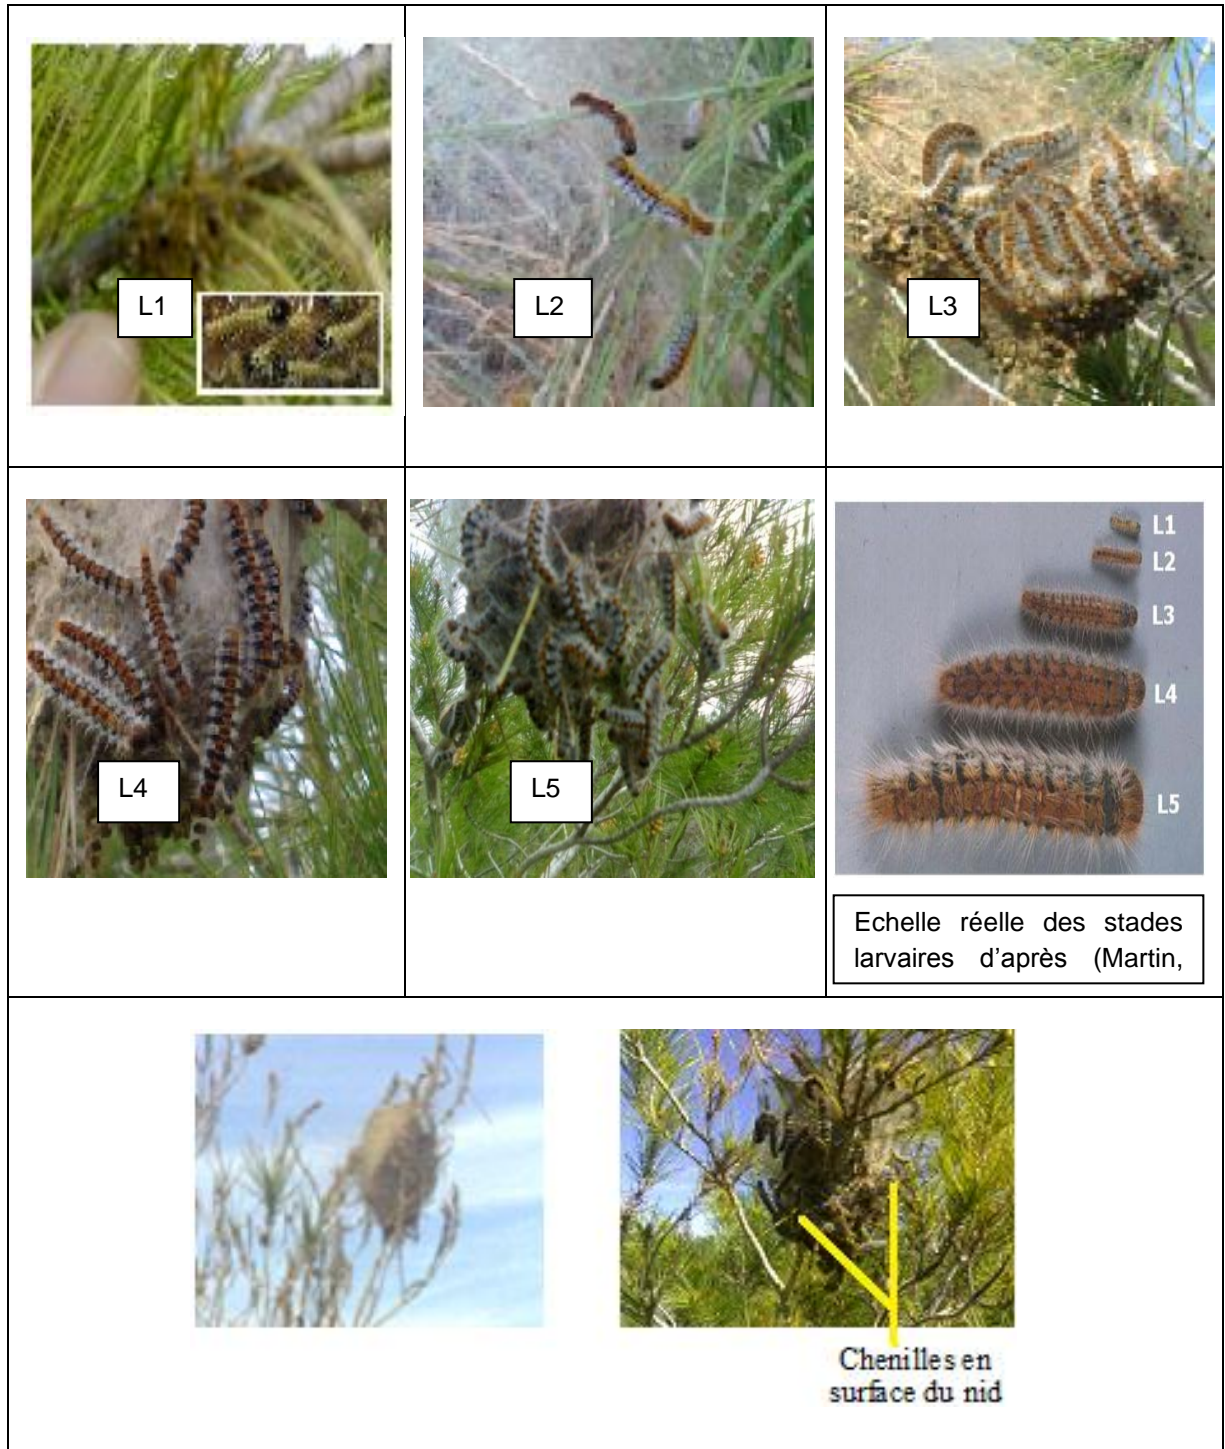 L1
L2
L3
L4
L5
L1
L2
L3
L4
L5
Echelle réelle des stades
larvaires d'après (Martin,
Chenilles en
surface du nid